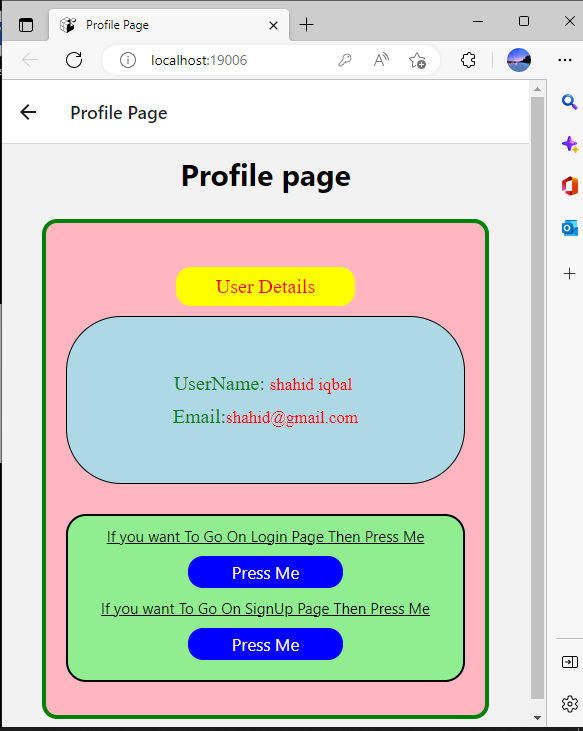 Profile Page
localhost:19006
Profile Page
Profile page
User Details
UserName: shahid iqbal
Email:shahid@gmail.com
If you want To Go On Login Page Then Press Me
Press Me
If you want To Go On SignUp Page Then Press Me
Press Me